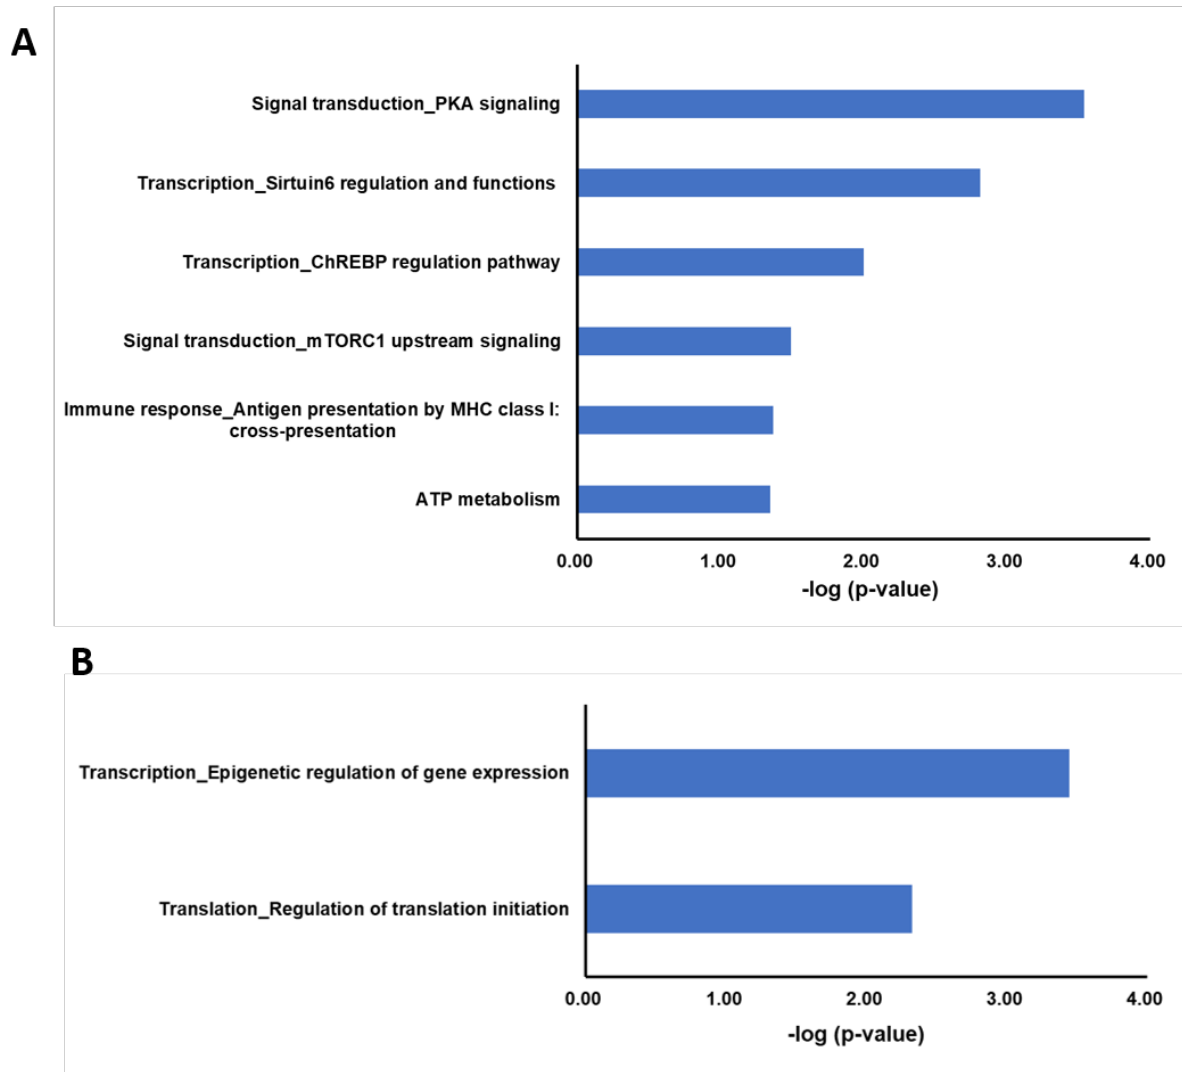 A
Signal transduction_PKA signaling
Transcription_Sirtuin6 regulation and functions
Transcription_ChREBP regulation pathway
Signal transduction_mTORC1 upstream signaling
Immune response_Antigen presentation by MHC class I:
cross-presentation
ATP metabolism
0.00 1.00 2.00 3.00 4.00
-log (p-value)
B
Transcription_Epigenetic regulation of gene expression
Translation_Regulation of translation initiation
0.00 1.00 2.00 3.00 4.00
-log (p-value)